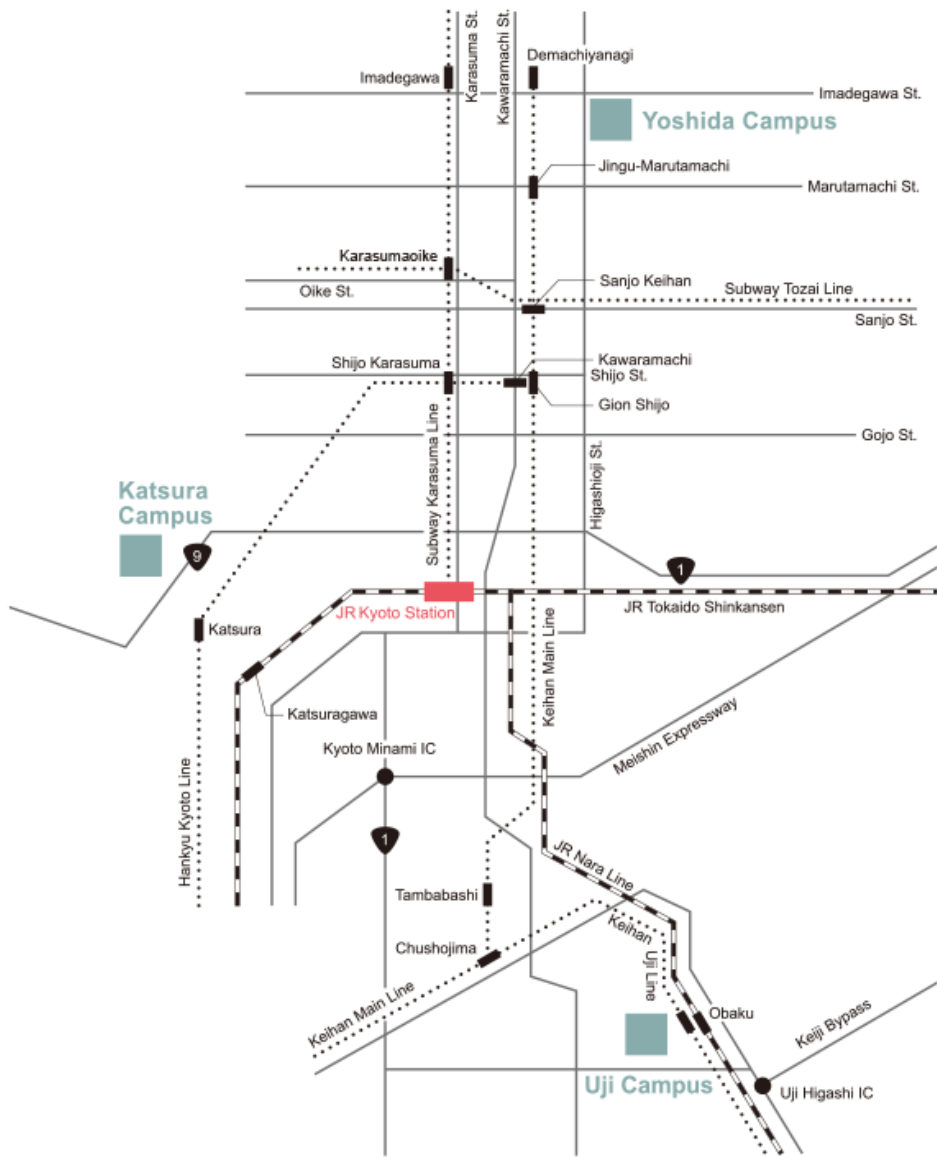 Karasuma St.
Kawaramachi St.
Demachiyanagi
Imadegawa
Imadegawa St.
Yoshida Campus
Jingu-Marutamachi
Marutamachi St.
Karasumaoike
Oike St.
Sanjo Keihan
Subway Tozai Line
Sanjo St.
Shijo Karasuma
Kawaramachi
Shijo St.
Gion Shijo
Subway Karasuma Line
Gojo St.
Higashioji St.
Katsura
Campus
9
1
JR Kyoto Station
JR Tokaido Shinkansen
Katsura
Keihan Main Line
Katsuragawa
Meishin Expressway
Kyoto Minami IC
Hankyu Kyoto Line
1
JR Nara Line
Tambabashi
Keihan
Uji Line
Chushojima
Keihan Main Line
Obaku
Keiji Bypass
Uji Campus
Uji Higashi IC